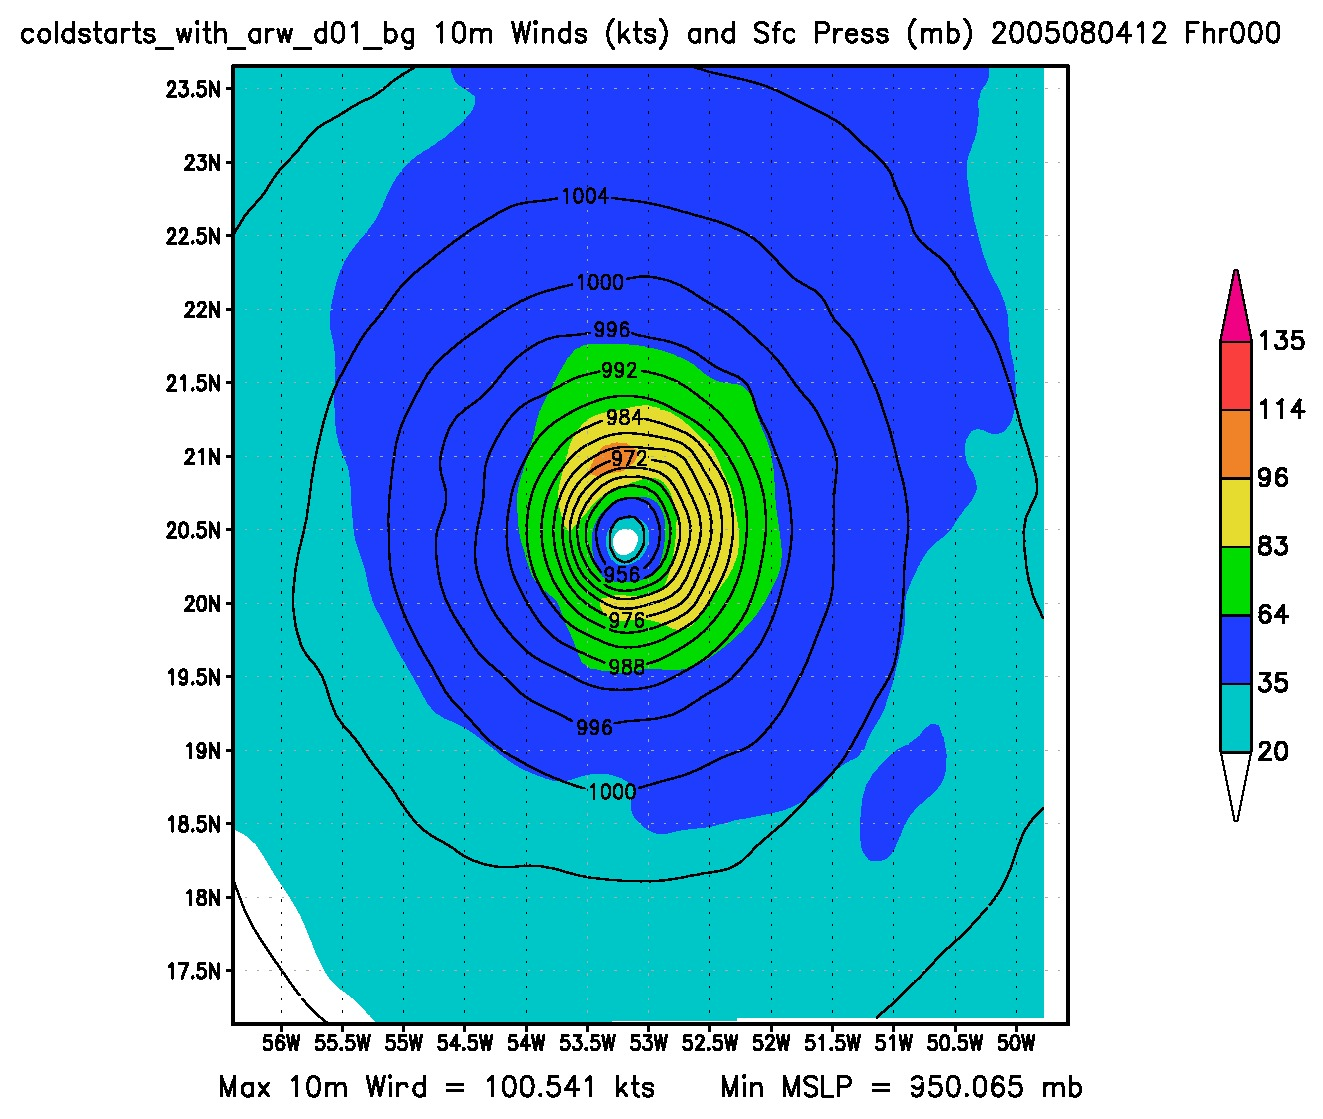 coldstarts_with_arw_d01_bg 10m Winds (kts) and Sfc Press (mb) 2005080412 Fhr000
23.5N
23N
22.5N
22N
21.5N
21N
20.5N
20N
19.5N
19N
18.5N
18N
17.5N
1004
1000
996
992
984
972
956
976
988
996
1000
135
114
96
83
64
35
20
56W 55.5W 55W 54.5W 54W 53.5W 53W 52.5W 52W 51.5W 51W 50.5W 50W
Max 10m Wird = 100.541 kts Min MSLP = 950.065 mb